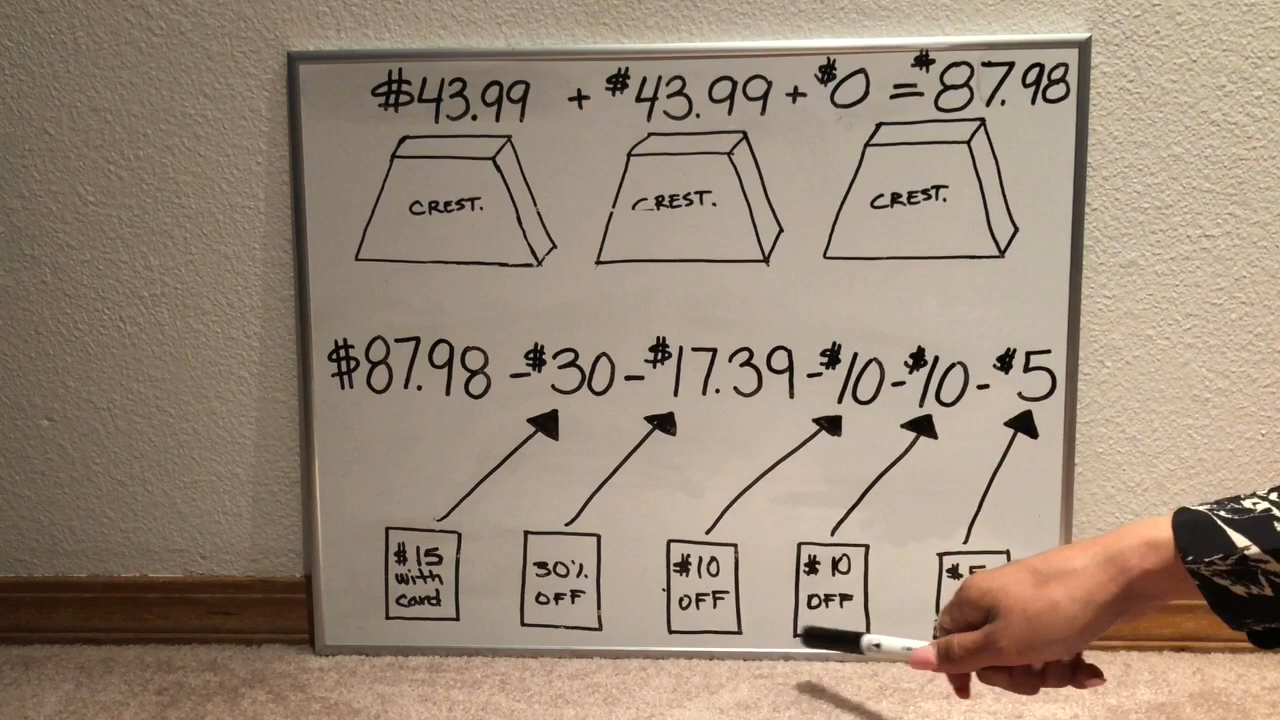 $43.99 + $43.99 + $0 = $87.98
CREST. CREST. CREST.
$87.98 - $30 - $17.39 - $10 - $10 - $5
$15
with
card
30%
OFF
$10
OFF
$10
OFF
$5